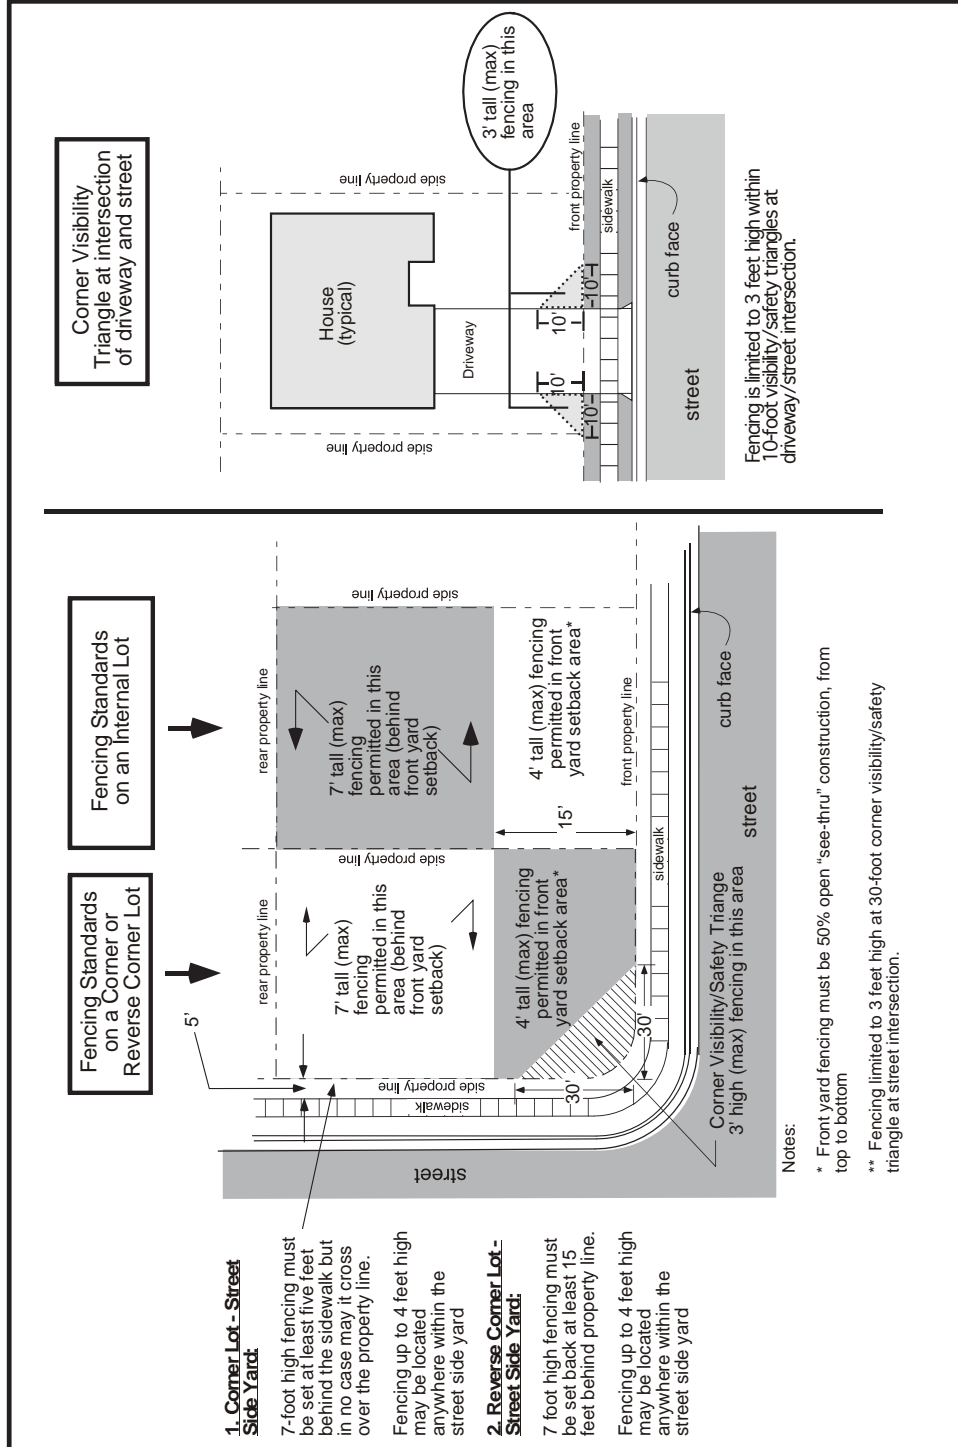 Fencing Standards
on a Corner or
Reverse Corner Lot
Fencing Standards
on an Internal Lot
Corner Visibility
Triangle at intersection
of driveway and street
1. Corner Lot - Street
Side Yard:
7-foot high fencing must
be set at least five feet
behind the sidewalk but
in no case may it cross
over the property line.
Fencing up to 4 feet high
may be located
anywhere within the
street side yard
2. Reverse Corner Lot -
Street Side Yard:
7 foot high fencing must
be set back at least 15
feet behind property line.
Fencing up to 4 feet high
may be located
anywhere within the
street side yard
5'
rear property line
7' tall (max)
fencing
permitted in this
area (behind
front yard
setback)
side property line
sidewalk
street
4' tall (max) fencing
permitted in front
yard setback area*
30'
30'
side property line
rear property line
7' tall (max)
fencing
permitted in this
area (behind
front yard
setback)
side property line
15'
4' tall (max) fencing
permitted in front
yard setback area*
front property line
sidewalk
Corner Visibility/Safety Triange
3' high (max) fencing in this area
street
curb face
Notes:
* Front yard fencing must be 50% open "see-thru" construction, from
top to bottom
** Fencing limited to 3 feet high at 30-foot corner visibility/safety
triangle at street intersection.
House
(typical)
side property line
side property line
Driveway
3' tall (max)
fencing in this
area
10'
10'
10'
10'
front property line
sidewalk
curb face
street
Fencing is limited to 3 feet high within
10-foot visibility/safety triangles at
driveway/street intersection.